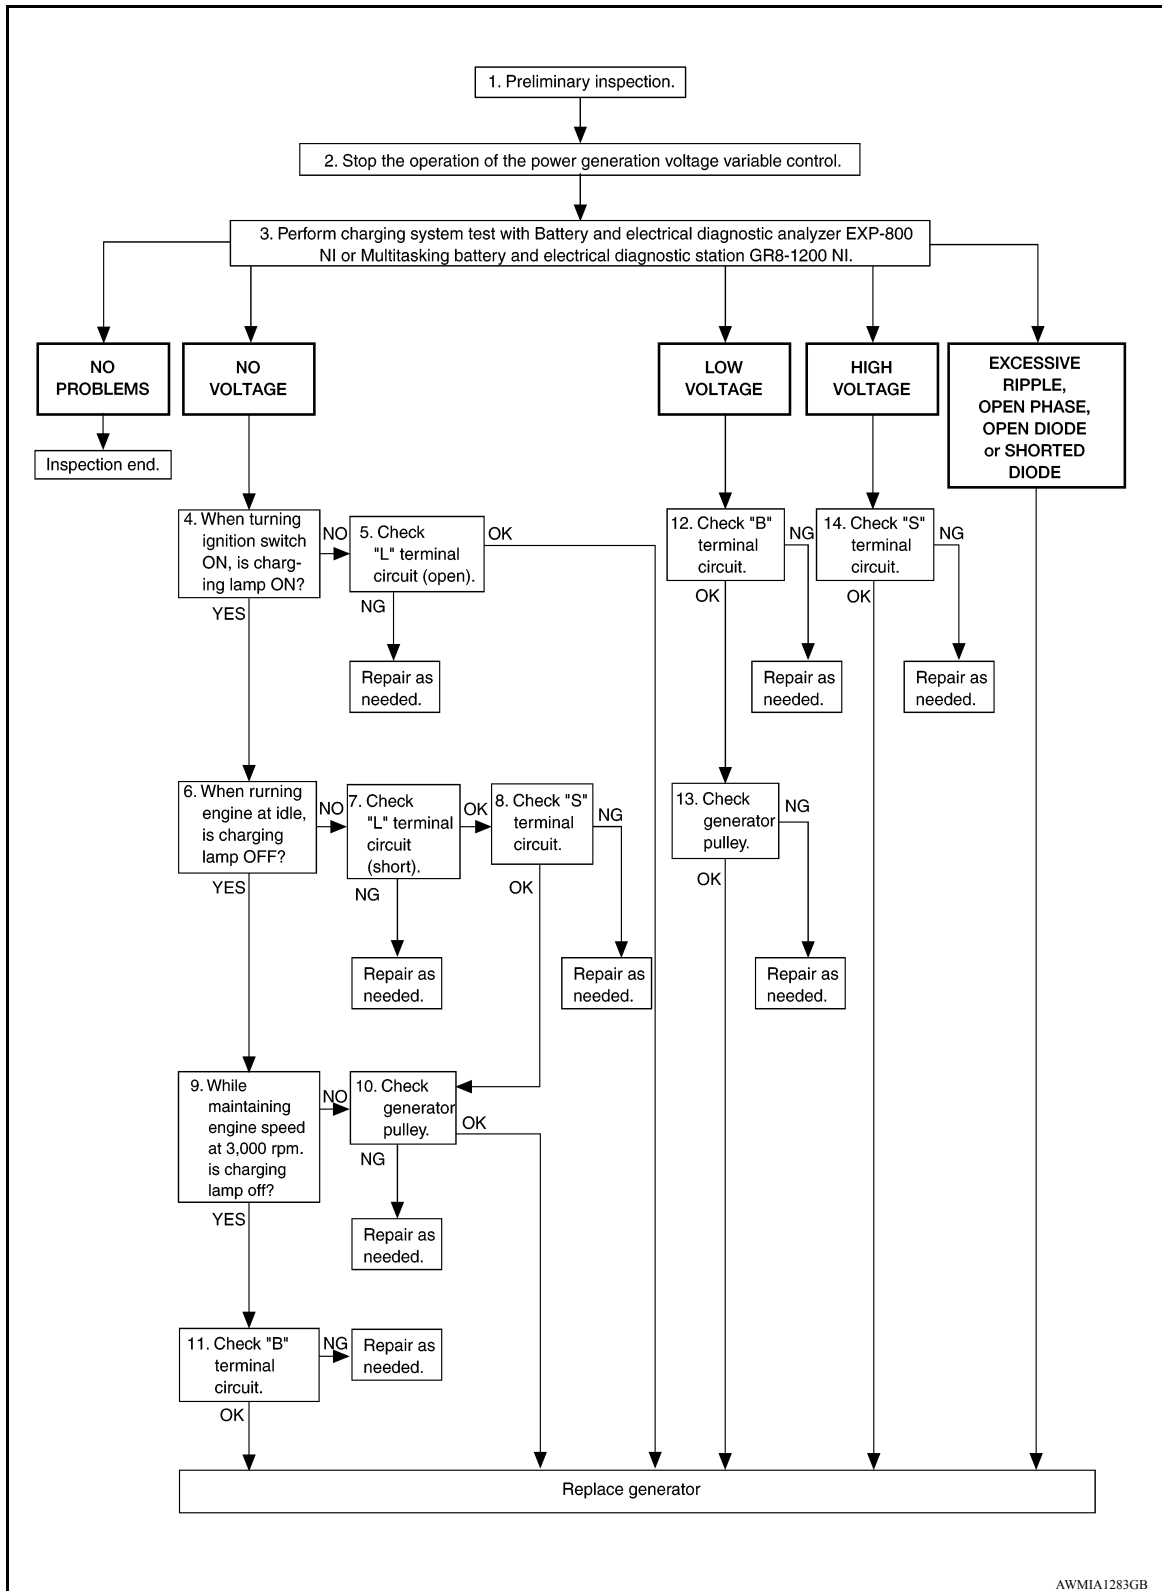 1. Preliminary inspection.
2. Stop the operation of the power generation voltage variable control.
3. Perform charging system test with Battery and electrical diagnostic analyzer EXP-800
NI or Multitasking battery and electrical diagnostic station GR8-1200 NI.
NO
PROBLEMS
NO
VOLTAGE
LOW
VOLTAGE
HIGH
VOLTAGE
EXCESSIVE
RIPPLE,
OPEN PHASE,
OPEN DIODE
or SHORTED
DIODE
Inspection end.
4. When turning
ignition switch
ON, is charg-
ing lamp ON?
NO
YES
5. Check
"L" terminal
circuit (open).
OK
NG
Repair as
needed.
12. Check "B"
terminal
circuit.
NG
OK
Repair as
needed.
14. Check "S"
terminal
circuit.
NG
OK
Repair as
needed.
6. When rurning
engine at idle,
is charging
lamp OFF?
NO
YES
7. Check
"L" terminal
circuit
(short).
OK
NG
Repair as
needed.
8. Check "S"
terminal
circuit.
NG
OK
Repair as
needed.
13. Check
generator
pulley.
NG
OK
Repair as
needed.
9. While
maintaining
engine speed
at 3,000 rpm.
is charging
lamp off?
NO
YES
10. Check
generator
pulley.
OK
NG
Repair as
needed.
11. Check "B"
terminal
circuit.
NG
OK
Repair as
needed.
Replace generator
AWMIA1283GB